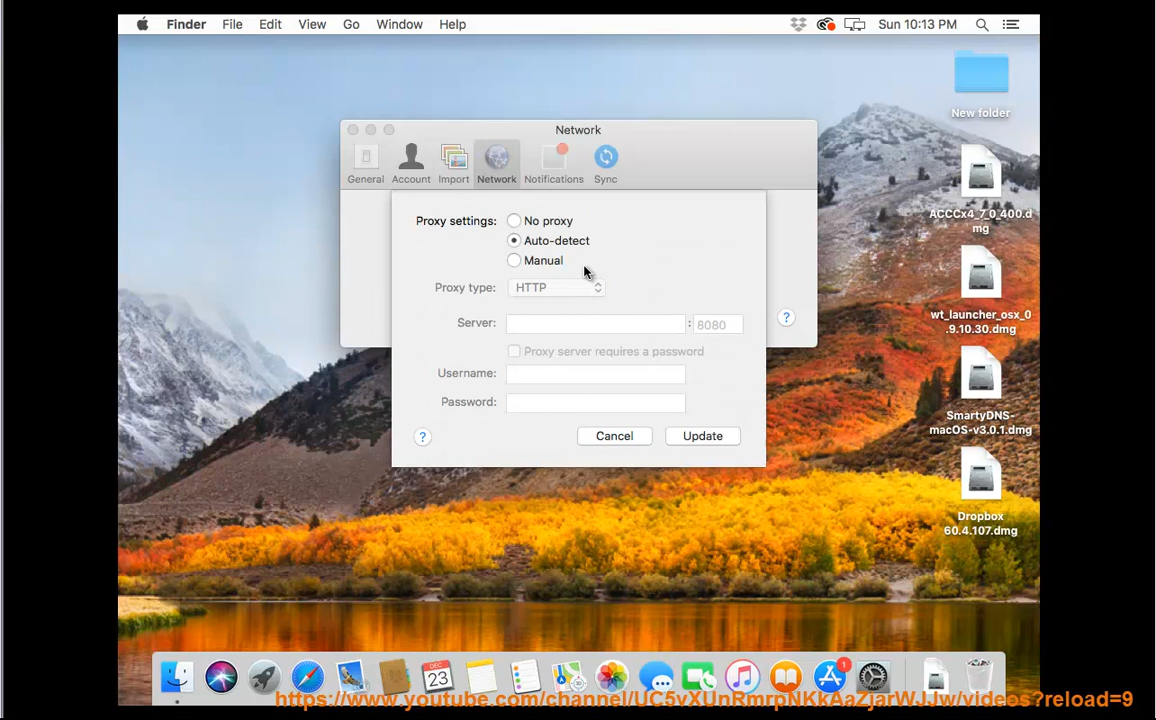 Finder File Edit View Go Window Help Sun 10:13 PM
New folder
Network
General Account Import Network Notifications Sync
ACCCx4_7_0_400.d
mg
Proxy settings: No proxy
Auto-detect
Manual
Proxy type: HTTP
Server: : 8080
?
wt_launcher_osx_0
.9.10.30.dmg
Proxy server requires a password
Username:
Password:
SmartyDNS-
macOS-v3.0.1.dmg
? Cancel Update
Dropbox
60.4.107.dmg
DEC
23
1
https://www.youtube.com/channel/UC5vXUnRmrpNKkAaZjarWJJw/videos?reload=9